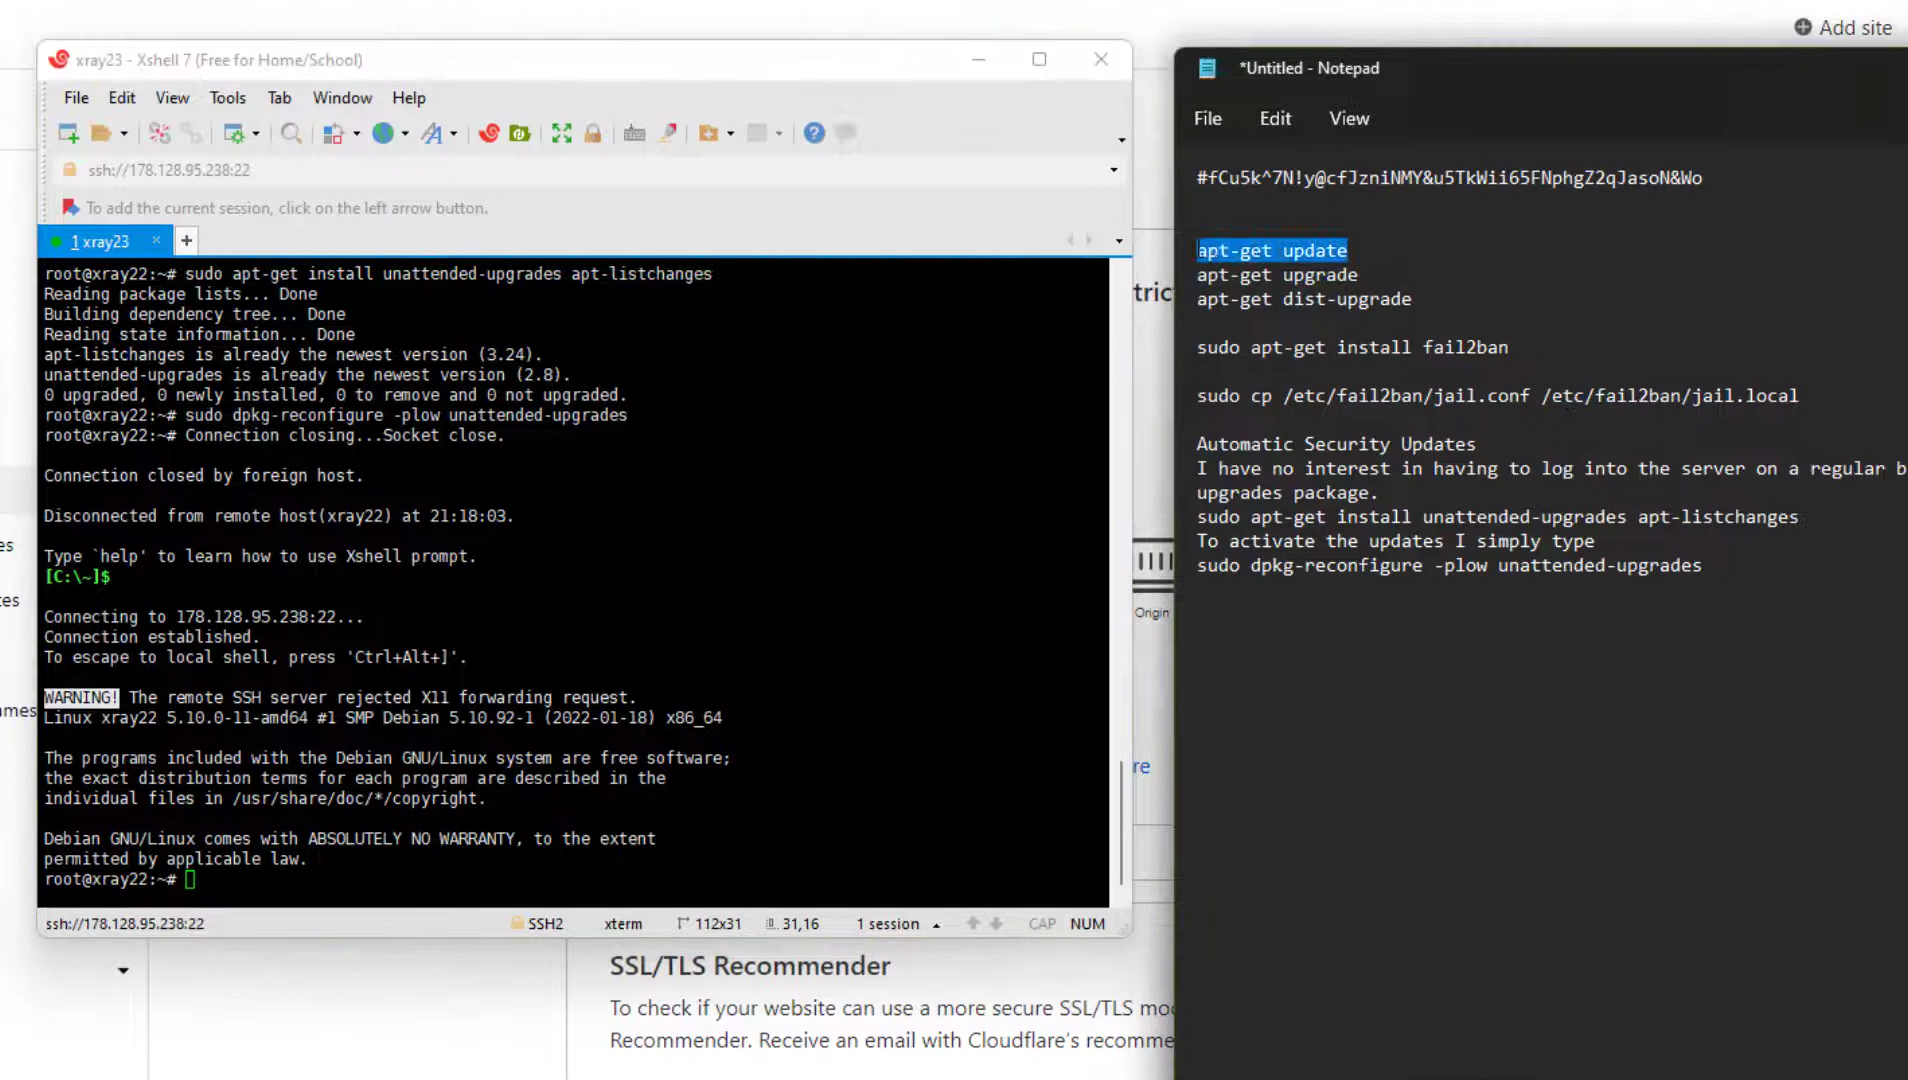 Add site
xray23 - Xshell 7 (Free for Home/School)
File Edit View Tools Tab Window Help
ssh://178.128.95.238:22
To add the current session, click on the left arrow button.
1 xray23
root@xray22:~# sudo apt-get install unattended-upgrades apt-listchanges
Reading package lists... Done
Building dependency tree... Done
Reading state information... Done
apt-listchanges is already the newest version (3.24).
unattended-upgrades is already the newest version (2.8).
0 upgraded, 0 newly installed, 0 to remove and 0 not upgraded.
root@xray22:~# sudo dpkg-reconfigure -plow unattended-upgrades
root@xray22:~# Connection closing...Socket close.
Connection closed by foreign host.
Disconnected from remote host(xray22) at 21:18:03.
Type `help' to learn how to use Xshell prompt.
[C:\~]$
Connecting to 178.128.95.238:22...
Connection established.
To escape to local shell, press 'Ctrl+Alt+]'.
WARNING! The remote SSH server rejected X11 forwarding request.
Linux xray22 5.10.0-11-amd64 #1 SMP Debian 5.10.92-1 (2022-01-18) x86_64
The programs included with the Debian GNU/Linux system are free software;
the exact distribution terms for each program are described in the
individual files in /usr/share/doc/*/copyright.
Debian GNU/Linux comes with ABSOLUTELY NO WARRANTY, to the extent
permitted by applicable law.
root@xray22:~#
ssh://178.128.95.238:22 SSH2 xterm 112x31 31,16 1 session CAP NUM
*Untitled - Notepad
File Edit View
#fCu5k^7N!y@cfJzniNMY&u5TkWii65FNphgZ2qJasoN&Wo
apt-get update
apt-get upgrade
apt-get dist-upgrade
sudo apt-get install fail2ban
sudo cp /etc/fail2ban/jail.conf /etc/fail2ban/jail.local
Automatic Security Updates
I have no interest in having to log into the server on a regular b
upgrades package.
sudo apt-get install unattended-upgrades apt-listchanges
To activate the updates I simply type
sudo dpkg-reconfigure -plow unattended-upgrades
tric
Origin
re
es
tes
ames
SSL/TLS Recommender
To check if your website can use a more secure SSL/TLS mo
Recommender. Receive an email with Cloudflare's recomme